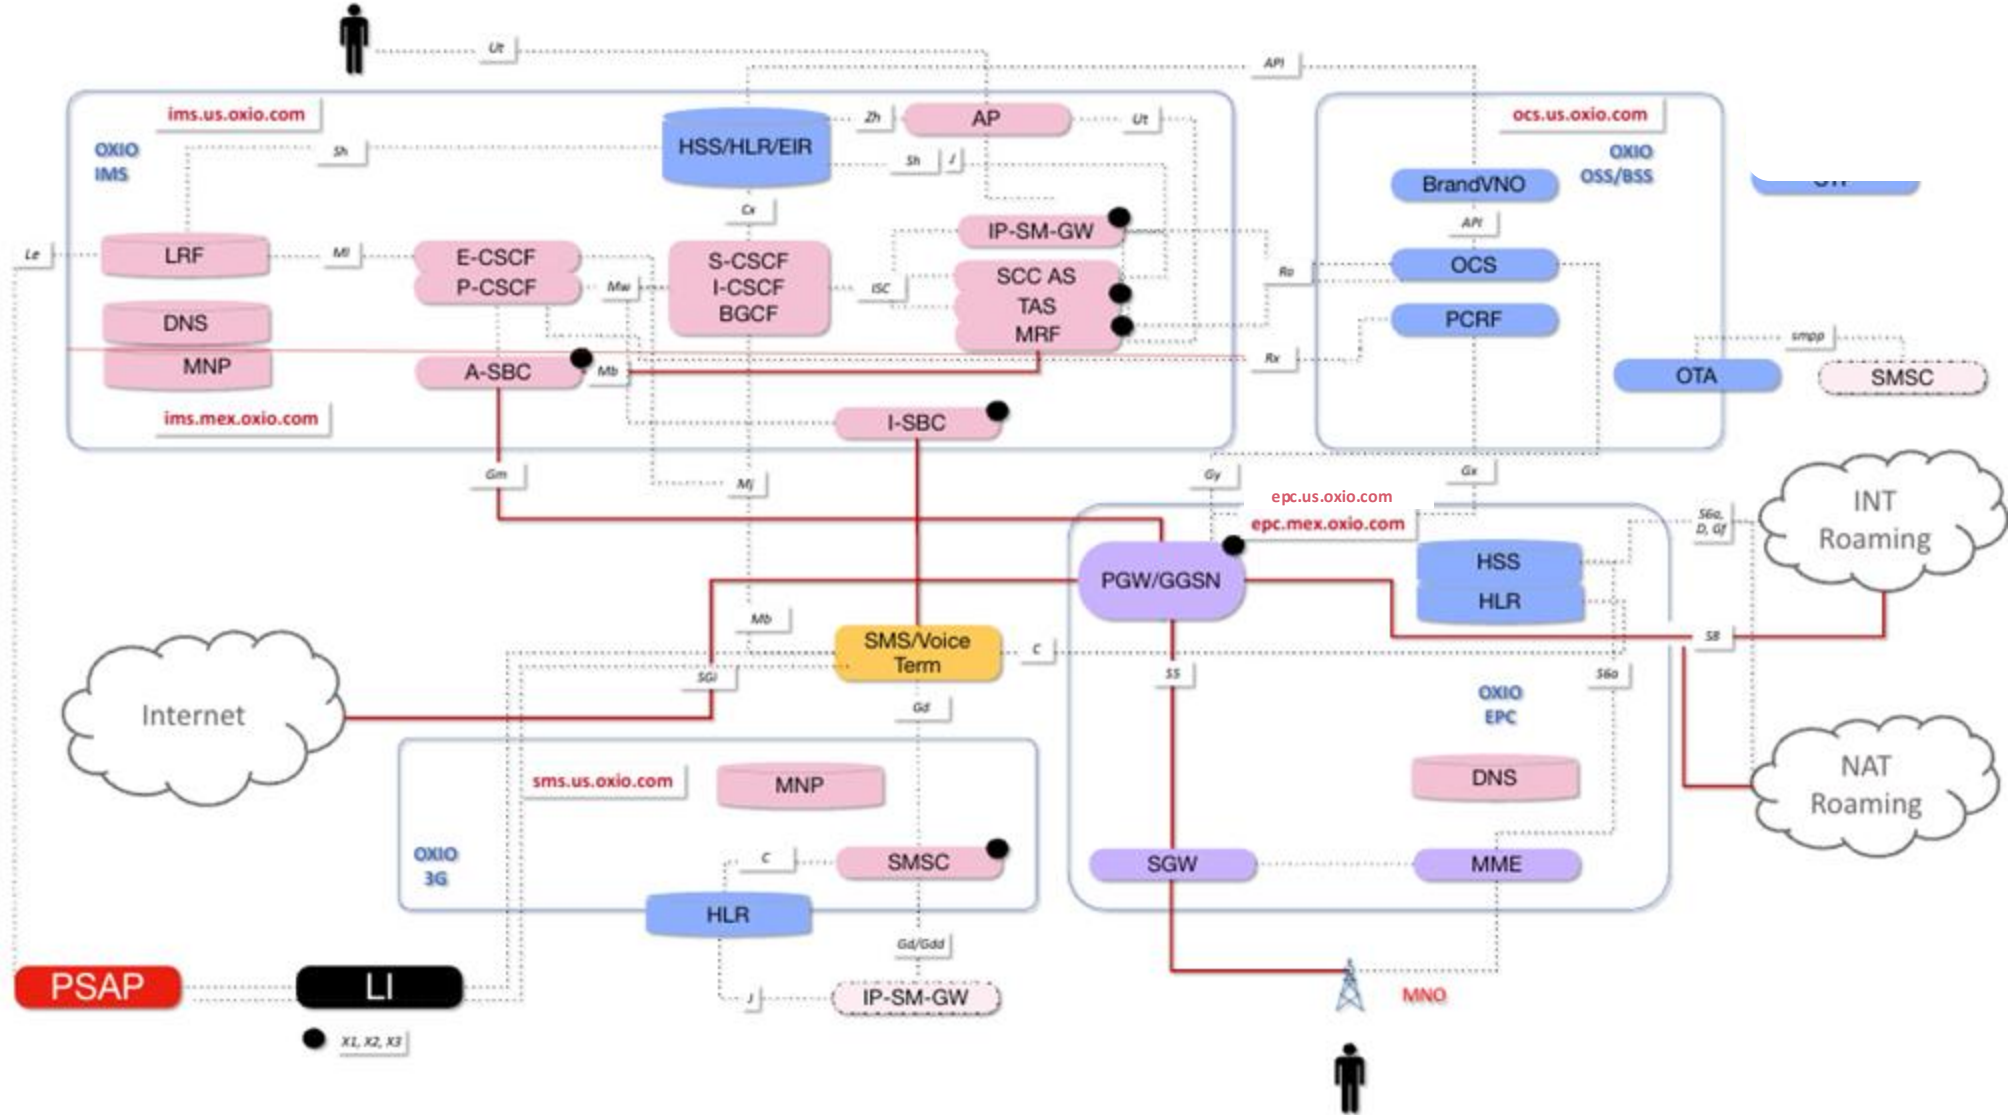 Ut
API
ims.us.oxio.com
OXIO
IMS
Sh
HSS/HLR/EIR
Zh
AP
Ut
Sh
J
Cx
ocs.us.oxio.com
OXIO
OSS/BSS
BrandVNO
API
OCS
PCRF
Le
LRF
MI
E-CSCF
P-CSCF
Mw
S-CSCF
I-CSCF
BGCF
ISC
IP-SM-GW
SCC AS
TAS
MRF
Ro
Rx
DNS
MNP
A-SBC
Mb
ims.mex.oxio.com
I-SBC
OTA
smpp
SMSC
Gm
Mj
Gy
Gx
epc.us.oxio.com
epc.mex.oxio.com
PGW/GGSN
HSS
HLR
S6a,
D, Gf
INT
Roaming
S8
Mb
SMS/Voice
Term
C
SGi
S5
S6a
OXIO
EPC
Internet
Gd
sms.us.oxio.com
MNP
DNS
NAT
Roaming
OXIO
3G
C
SMSC
HLR
SGW
MME
Gd/Gdd
J
IP-SM-GW
PSAP
LI
X1, X2, X3
MNO